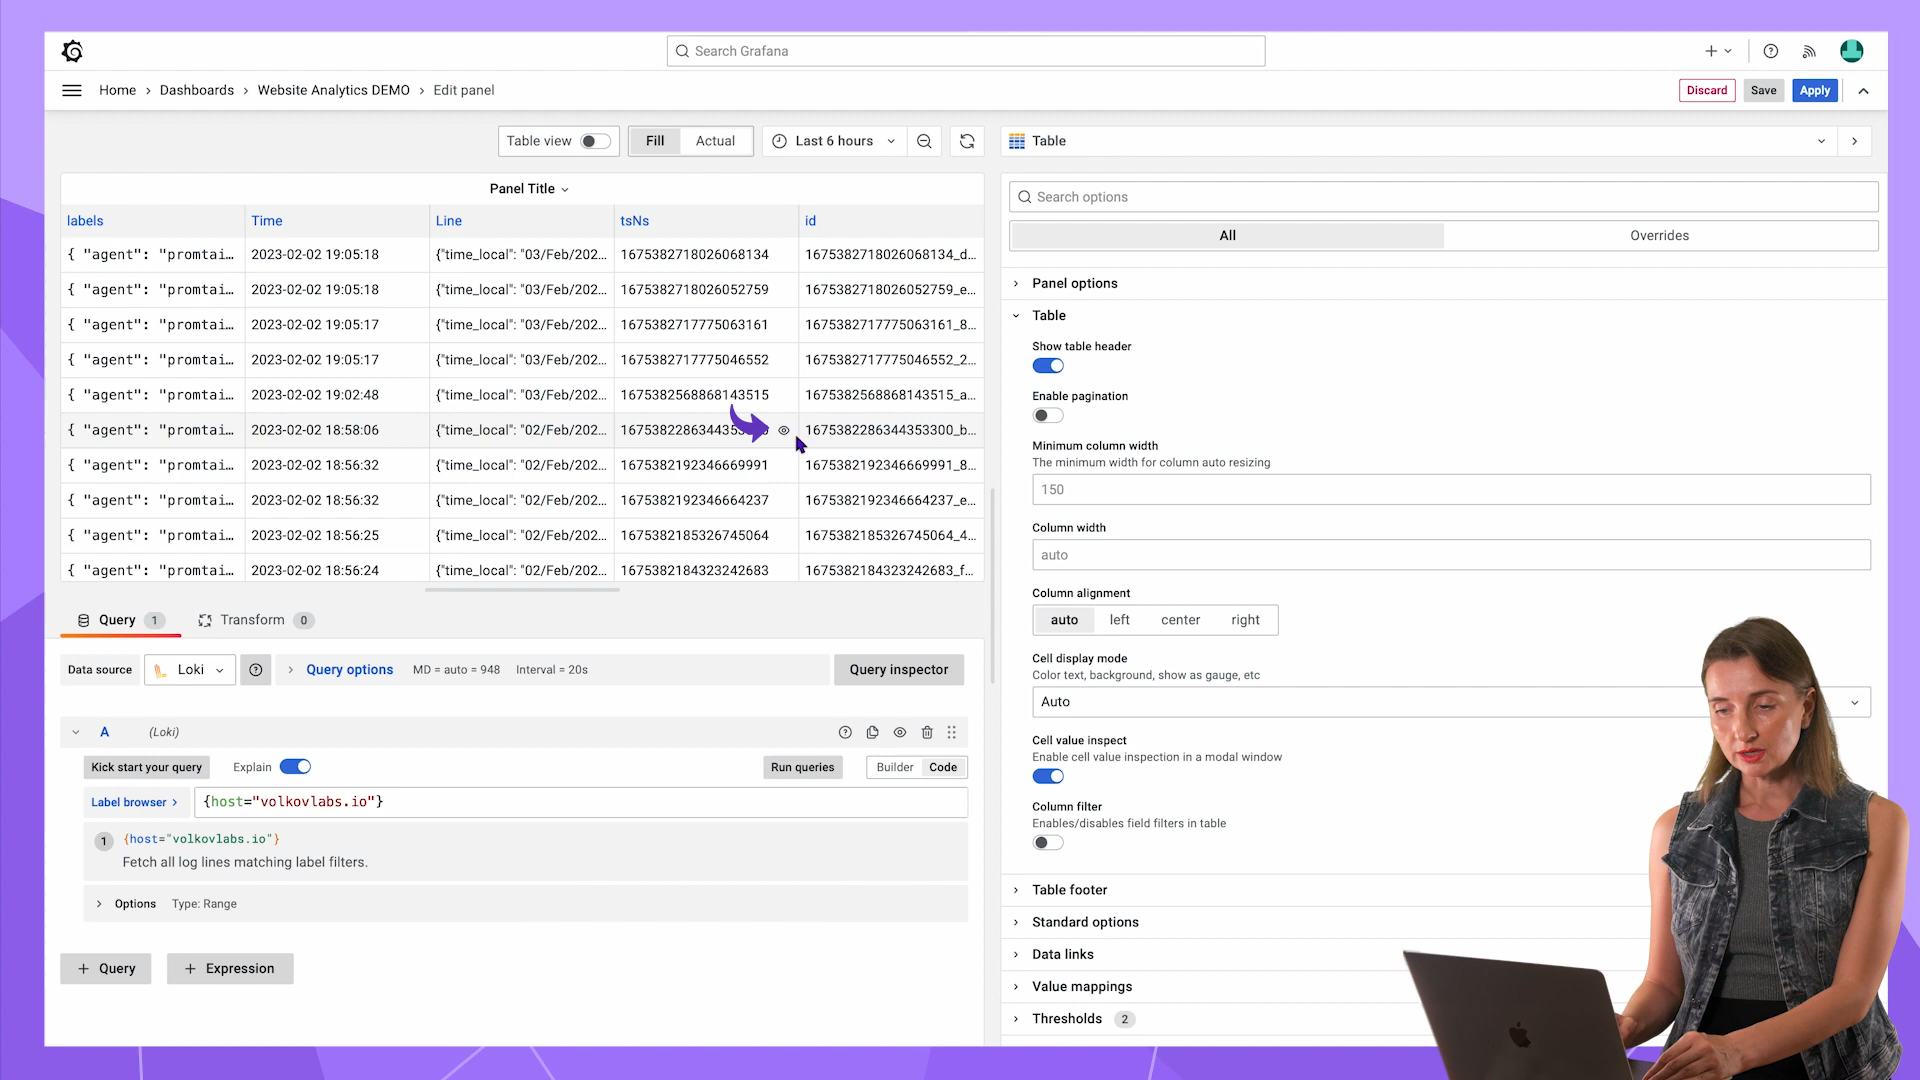 Search Grafana
Home › Dashboards › Website Analytics DEMO › Edit panel
Discard Save Apply
Table view Fill Actual Last 6 hours
Table
Panel Title
labels Time Line tsNs id
{ "agent": "promtai… 2023-02-02 19:05:18 {"time_local": "03/Feb/202… 1675382718026068134 1675382718026068134_d…
{ "agent": "promtai… 2023-02-02 19:05:18 {"time_local": "03/Feb/202… 1675382718026052759 1675382718026052759_e…
{ "agent": "promtai… 2023-02-02 19:05:17 {"time_local": "03/Feb/202… 1675382717775063161 1675382717775063161_8…
{ "agent": "promtai… 2023-02-02 19:05:17 {"time_local": "03/Feb/202… 1675382717775046552 1675382717775046552_2…
{ "agent": "promtai… 2023-02-02 19:02:48 {"time_local": "03/Feb/202… 1675382568868143515 1675382568868143515_a…
{ "agent": "promtai… 2023-02-02 18:58:06 {"time_local": "02/Feb/202… 1675382286344353300_b…
{ "agent": "promtai… 2023-02-02 18:56:32 {"time_local": "02/Feb/202… 1675382192346669991 1675382192346669991_8…
{ "agent": "promtai… 2023-02-02 18:56:32 {"time_local": "02/Feb/202… 1675382192346664237 1675382192346664237_e…
{ "agent": "promtai… 2023-02-02 18:56:25 {"time_local": "02/Feb/202… 1675382185326745064 1675382185326745064_4…
{ "agent": "promtai… 2023-02-02 18:56:24 {"time_local": "02/Feb/202… 1675382184323242683 1675382184323242683_f…
Query 1 Transform 0
Data source Loki Query options MD = auto = 948 Interval = 20s Query inspector
A (Loki)
Kick start your query Explain Run queries Builder Code
Label browser › {host="volkovlabs.io"}
1 {host="volkovlabs.io"}
Fetch all log lines matching label filters.
Options Type: Range
+ Query + Expression
Search options
All Overrides
Panel options
Table
Show table header
Enable pagination
Minimum column width
The minimum width for column auto resizing
150
Column width
auto
Column alignment
auto left center right
Cell display mode
Color text, background, show as gauge, etc
Auto
Cell value inspect
Enable cell value inspection in a modal window
Column filter
Enables/disables field filters in table
Table footer
Standard options
Data links
Value mappings
Thresholds 2